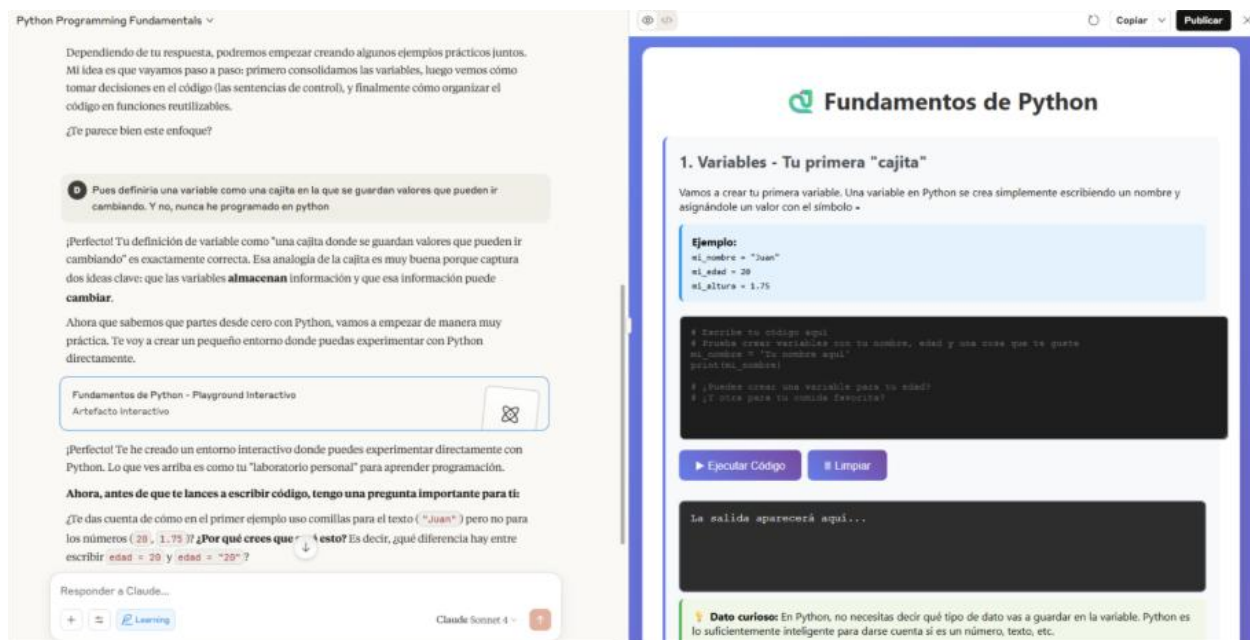 Python Programming Fundamentals
Dependiendo de tu respuesta, podremos empezar creando algunos ejemplos prácticos juntos.
Mi idea es que vayamos paso a paso: primero consolidamos las variables, luego vemos cómo
tomar decisiones en el código (las sentencias de control), y finalmente cómo organizar el
código en funciones reutilizables.
¿Te parece bien este enfoque?
D
Pues definiria una variable como una cajita en la que se guardan valores que pueden ir
cambiando. Y no, nunca he programado en python
¡Perfecto! Tu definición de variable como "una cajita donde se guardan valores que pueden ir
cambiando" es exactamente correcta. Esa analogía de la cajita es muy buena porque captura
dos ideas clave: que las variables almacenan información y que esa información puede
cambiar.
Ahora que sabemos que partes desde cero con Python, vamos a empezar de manera muy
práctica. Te voy a crear un pequeño entorno donde puedas experimentar con Python
directamente.
Fundamentos de Python - Playground Interactivo
Artefacto interactivo
¡Perfecto! Te he creado un entorno interactivo donde puedes experimentar directamente con
Python. Lo que ves arriba es como tu "laboratorio personal" para aprender programación.
Ahora, antes de que te lances a escribir código, tengo una pregunta importante para ti:
¿Te das cuenta de cómo en el primer ejemplo uso comillas para el texto ( "Juan" ) pero no para
los números ( 20 , 1.75 )? ¿Por qué crees que esto? Es decir, ¿qué diferencia hay entre
escribir edad = 20 y edad = "20" ?
Responder a Claude...
Learning
Claude Sonnet 4
Copiar
Publicar
Fundamentos de Python
1. Variables - Tu primera "cajita"
Vamos a crear tu primera variable. Una variable en Python se crea simplemente escribiendo un nombre y
asignándole un valor con el símbolo =
Ejemplo:
mi_nombre = "Juan"
mi_edad = 20
mi_altura = 1.75
# Escribe tu código aquí
# Prueba crear variables con tu nombre, edad y una cosa que te guste
mi_nombre = 'Tu nombre aquí'
print(mi_nombre)
# ¿Puedes crear una variable para tu edad?
# ¿Y otra para tu comida favorita?
Ejecutar Código
Limpiar
La salida aparecerá aquí...
Dato curioso: En Python, no necesitas decir qué tipo de dato vas a guardar en la variable. Python es
lo suficientemente inteligente para darse cuenta si es un número, texto, etc.